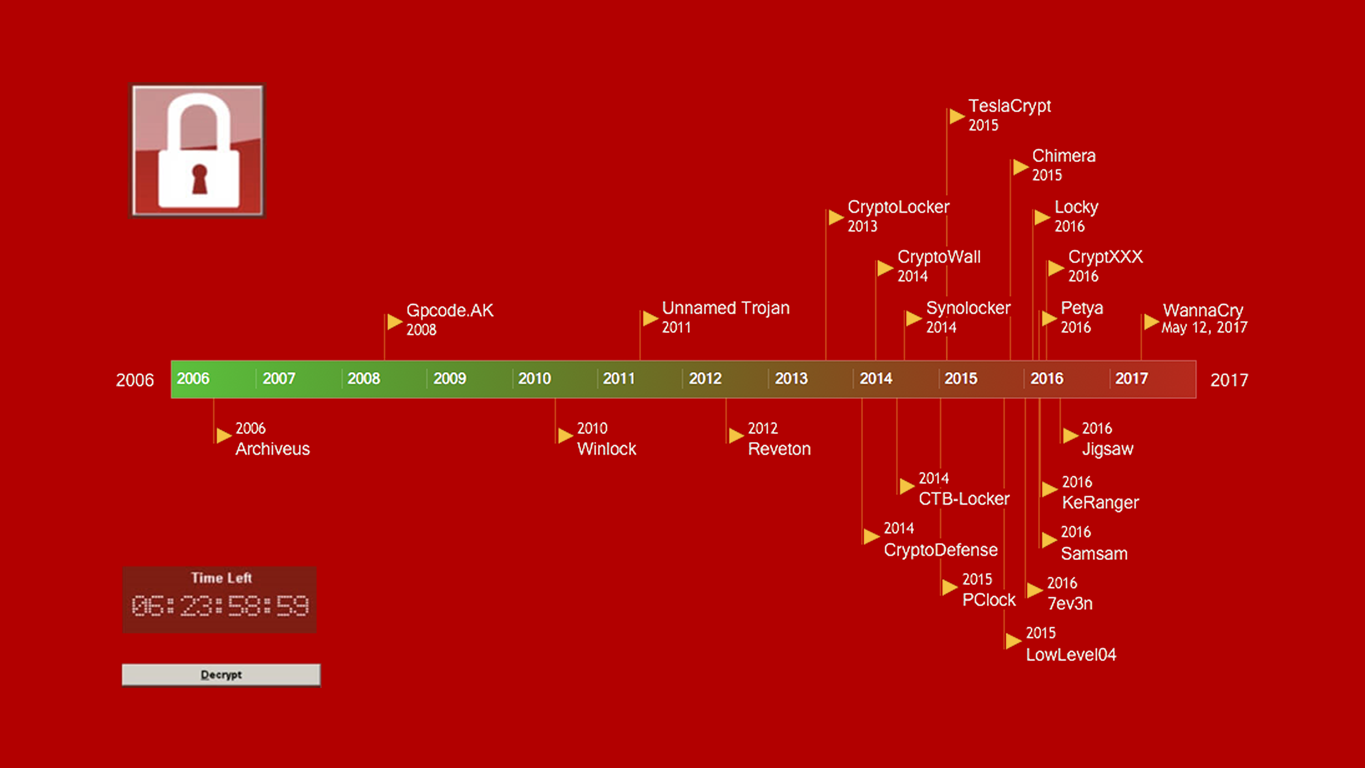 TeslaCrypt
2015
Chimera
2015
CryptoLocker
2013
Locky
2016
CryptoWall
2014
CryptXXX
2016
Gpcode.AK
2008
Unnamed Trojan
2011
Synolocker
2014
Petya
2016
WannaCry
May 12, 2017
2006
2006 2007 2008 2009 2010 2011 2012 2013 2014 2015 2016 2017
2017
2006
Archiveus
2010
Winlock
2012
Reveton
2016
Jigsaw
2014
CTB-Locker
2016
KeRanger
2014
CryptoDefense
2016
Samsam
2015
PClock
2016
7ev3n
2015
LowLevel04
Time Left
06:23:58:59
Decrypt